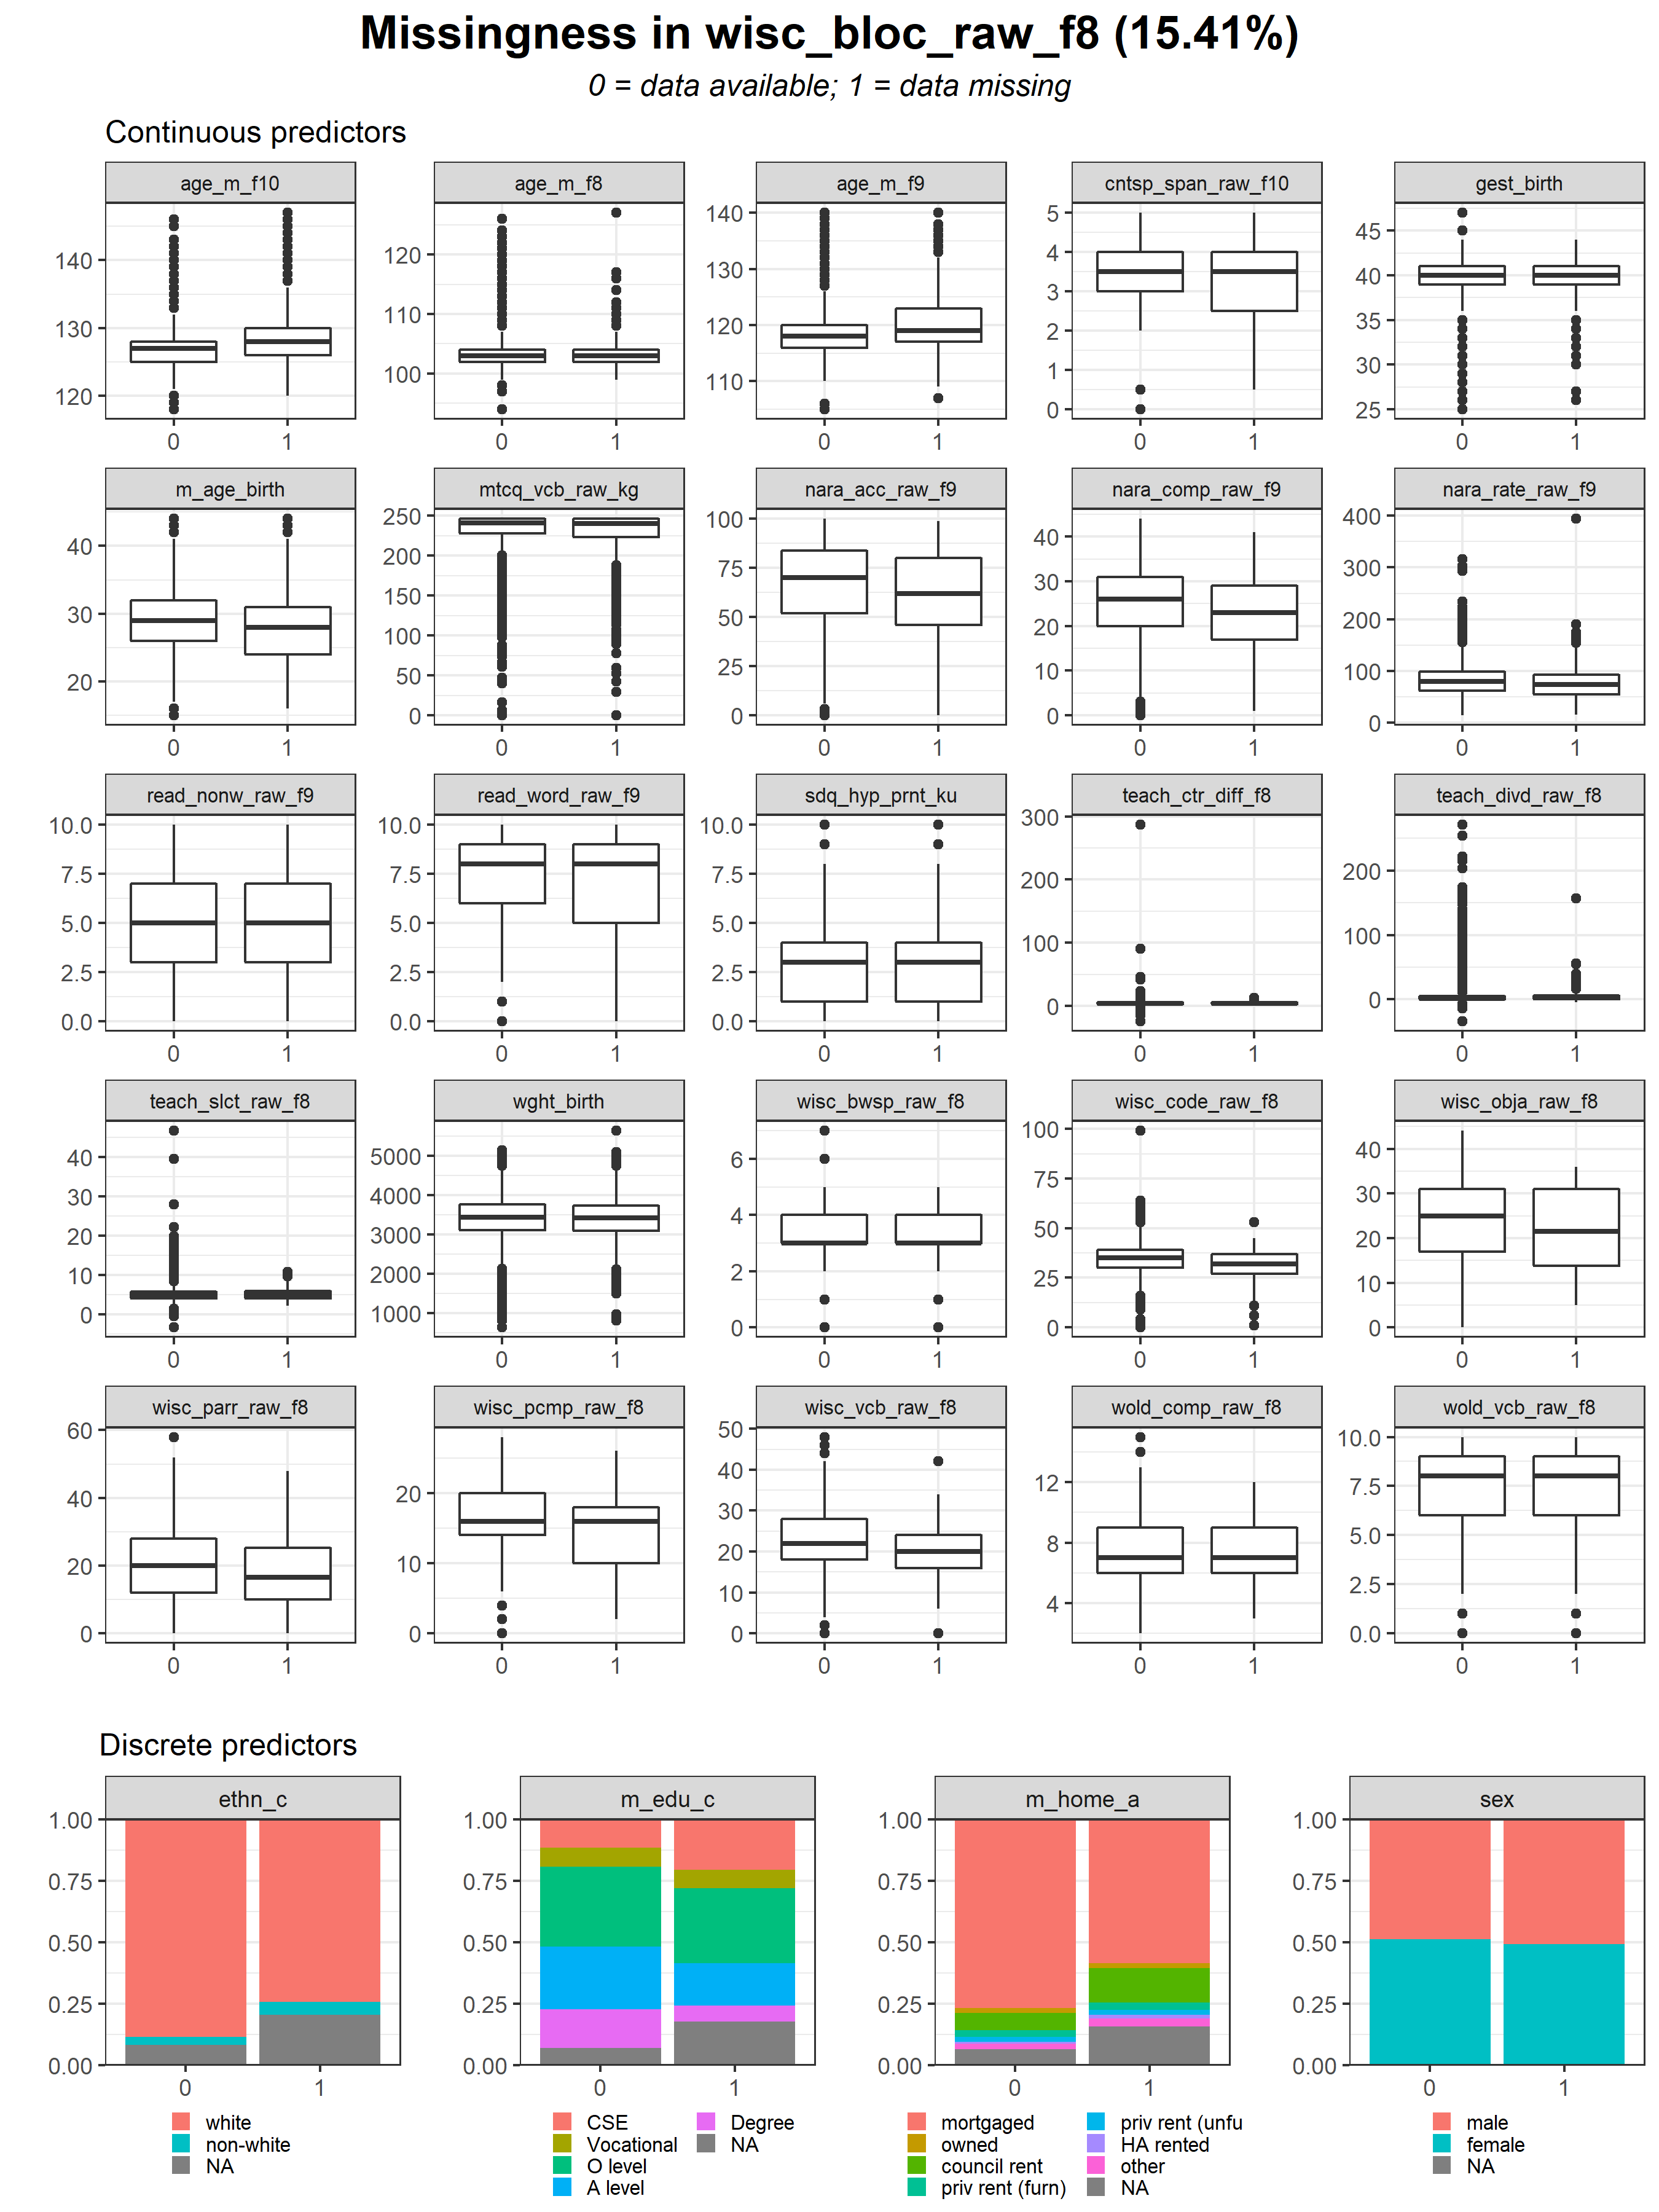 Missingness in wisc_bloc_raw_f8 (15.41%)
0 = data available; 1 = data missing
Continuous predictors
age_m_f10 age_m_f8 age_m_f9 cntsp_span_raw_f10 gest_birth
140 130 120
120 110 100
140 130 120 110
5 4 3 2 1 0
45 40 35 30 25
0 1 0 1 0 1 0 1 0 1
m_age_birth mtcq_vcb_raw_kg nara_acc_raw_f9 nara_comp_raw_f9 nara_rate_raw_f9
40 30 20
250 200 150 100 50 0
100 75 50 25 0
40 30 20 10 0
400 300 200 100 0
0 1 0 1 0 1 0 1 0 1
read_nonw_raw_f9 read_word_raw_f9 sdq_hyp_prnt_ku teach_ctr_diff_f8 teach_divd_raw_f8
10.0 7.5 5.0 2.5 0.0
10.0 7.5 5.0 2.5 0.0
10.0 7.5 5.0 2.5 0.0
300 200 100 0
200 100 0
0 1 0 1 0 1 0 1 0 1
teach_slct_raw_f8 wght_birth wisc_bwsp_raw_f8 wisc_code_raw_f8 wisc_obja_raw_f8
40 30 20 10 0
5000 4000 3000 2000 1000
6 4 2 0
100 75 50 25 0
40 30 20 10 0
0 1 0 1 0 1 0 1 0 1
wisc_parr_raw_f8 wisc_pcmp_raw_f8 wisc_vcb_raw_f8 wold_comp_raw_f8 wold_vcb_raw_f8
60 40 20 0
20 10 0
50 40 30 20 10 0
12 8 4
10.0 7.5 5.0 2.5 0.0
0 1 0 1 0 1 0 1 0 1
Discrete predictors
ethn_c m_edu_c m_home_a sex
1.00 0.75 0.50 0.25 0.00
1.00 0.75 0.50 0.25 0.00
1.00 0.75 0.50 0.25 0.00
1.00 0.75 0.50 0.25 0.00
0 1 0 1 0 1 0 1
white
non-white
NA
CSE
Vocational
O level
A level
Degree
NA
mortgaged
owned
council rent
priv rent (furn)
priv rent (unfu
HA rented
other
NA
male
female
NA